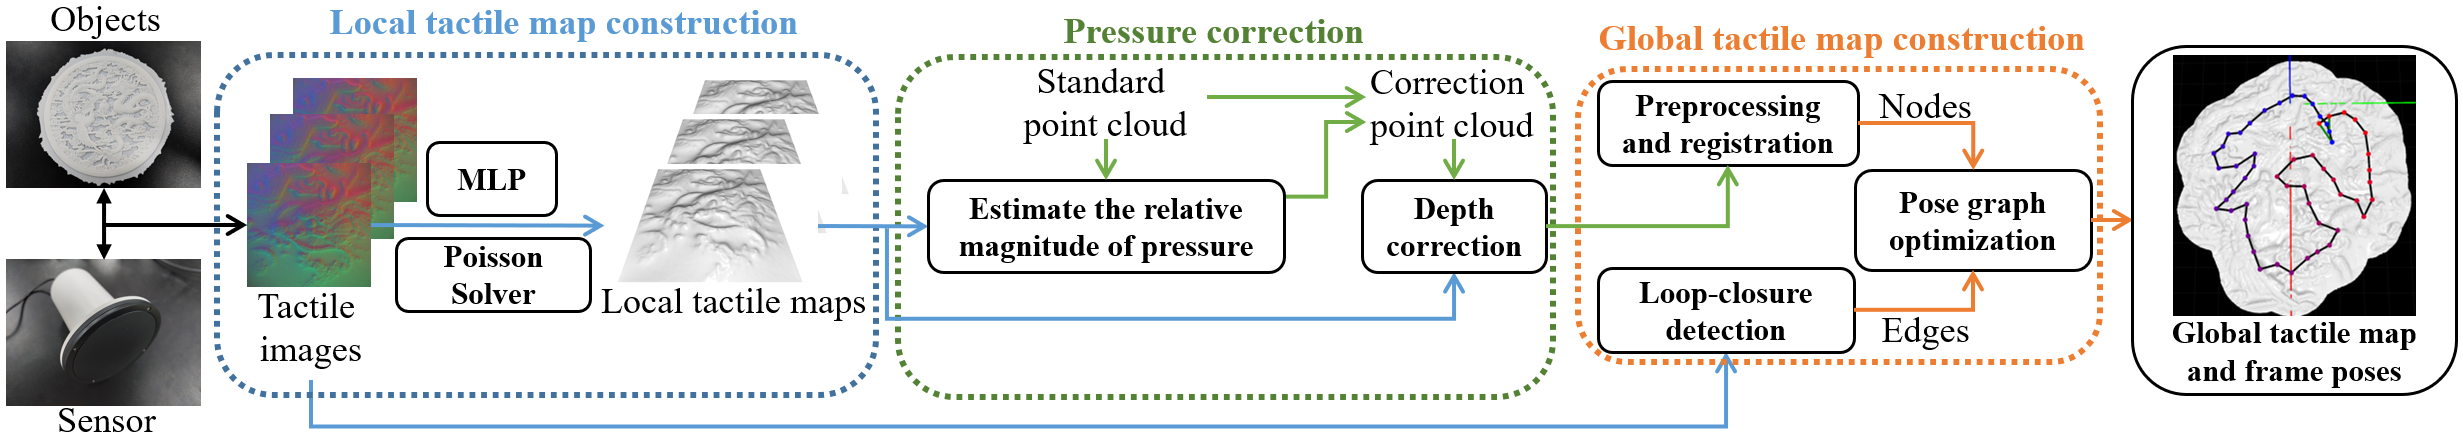 Objects
Sensor
Local tactile map construction
Tactile
images
MLP
Poisson
Solver
Local tactile maps
Pressure correction
Standard
point cloud
Correction
point cloud
Estimate the relative
magnitude of pressure
Depth
correction
Global tactile map construction
Preprocessing
and registration
Nodes
Pose graph
optimization
Loop-closure
detection
Edges
Global tactile map
and frame poses